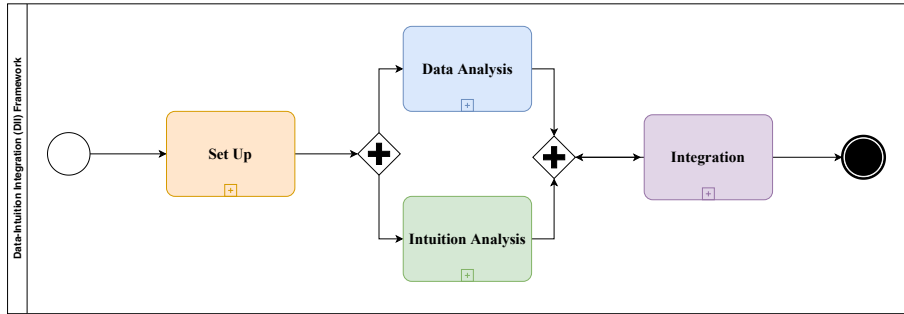 Data-Intuition Integration (DII) Framework
Set Up
Data Analysis
Intuition Analysis
Integration